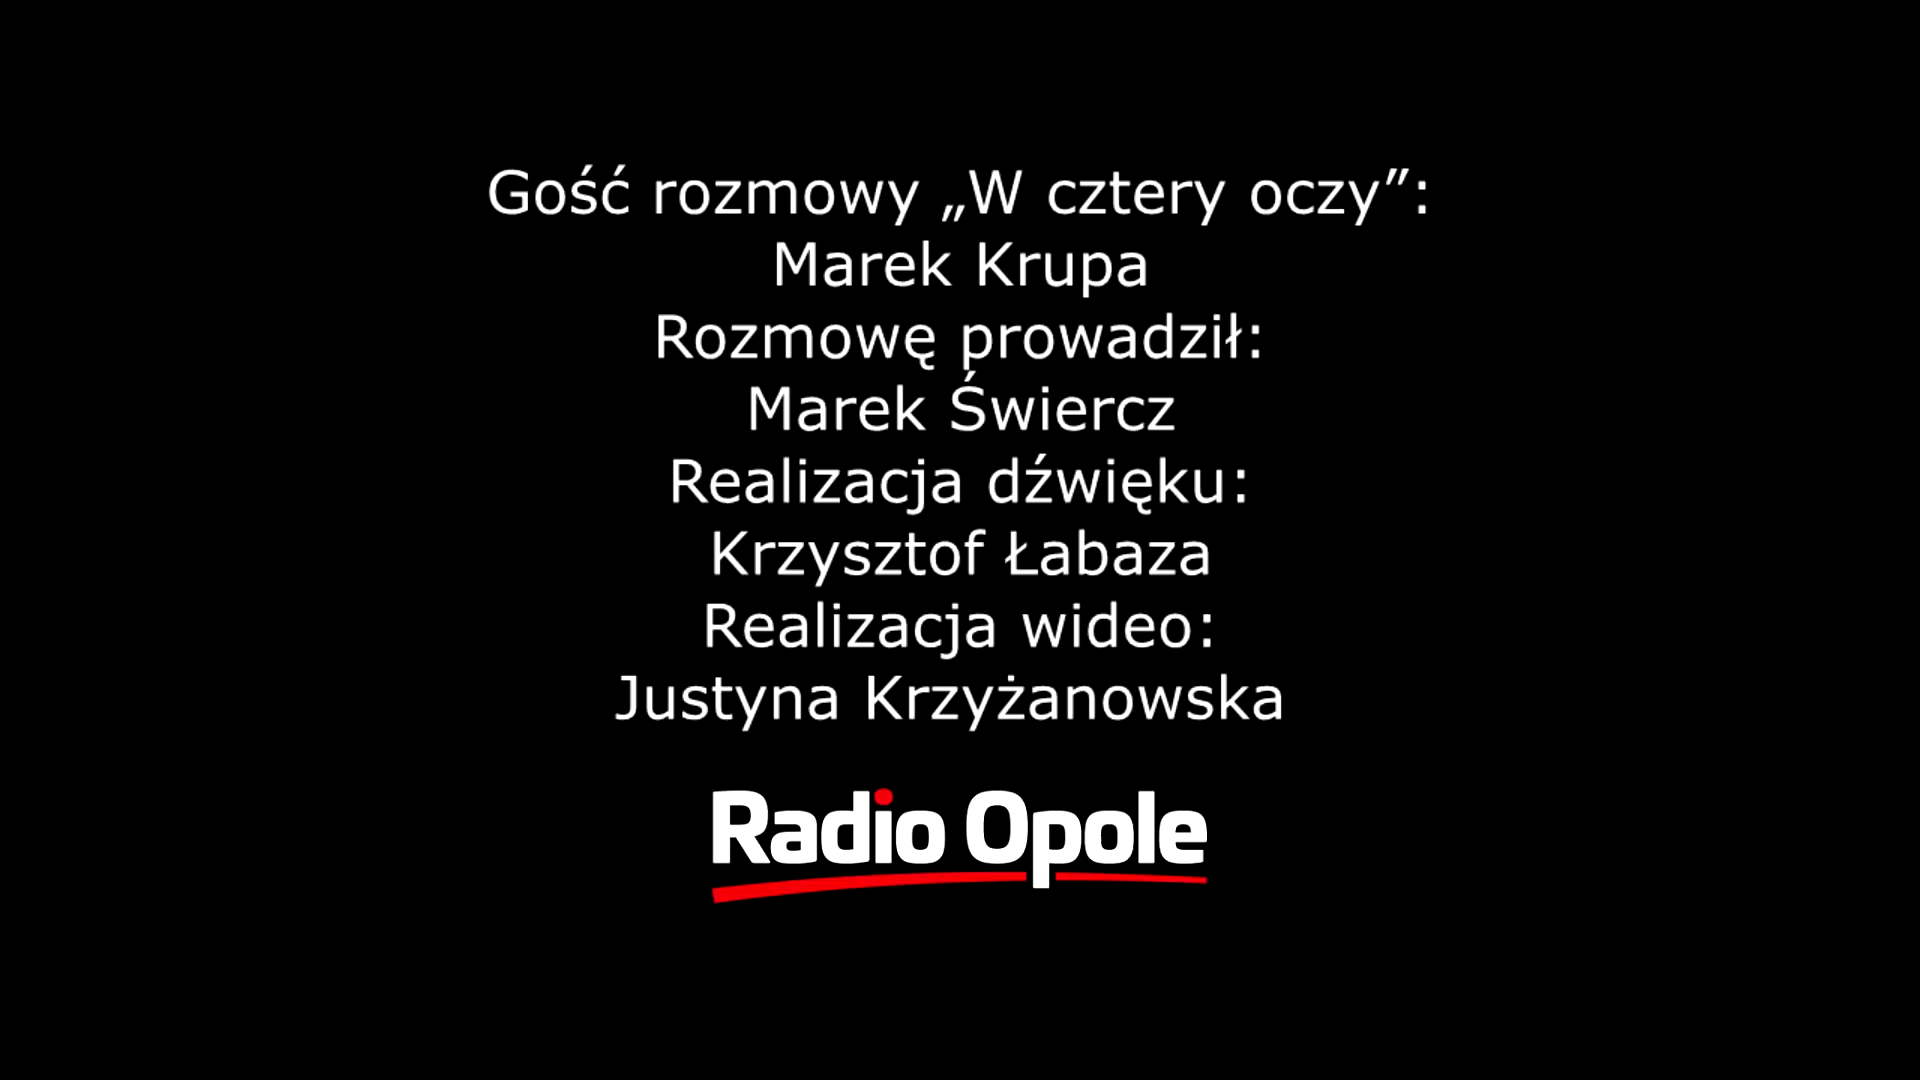 Gość rozmowy „W cztery oczy”:
Marek Krupa
Rozmowę prowadził:
Marek Świercz
Realizacja dźwięku:
Krzysztof Łabaza
Realizacja wideo:
Justyna Krzyżanowska
Radio Opole